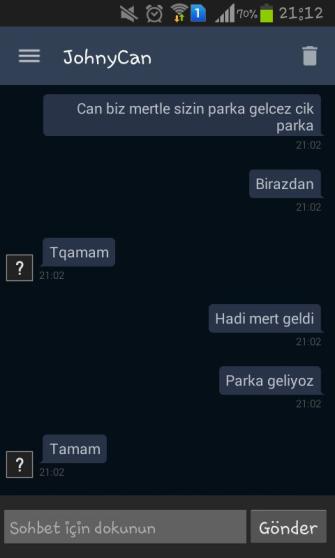 1
70%
21:12
JohnyCan
Can biz mertle sizin parka gelcez cik
parka
21:02
Birazdan
21:02
Tqamam
?
21:02
Hadi mert geldi
21:02
Parka geliyoz
21:02
Tamam
?
21:02
Sohbet için dokunun
Gönder